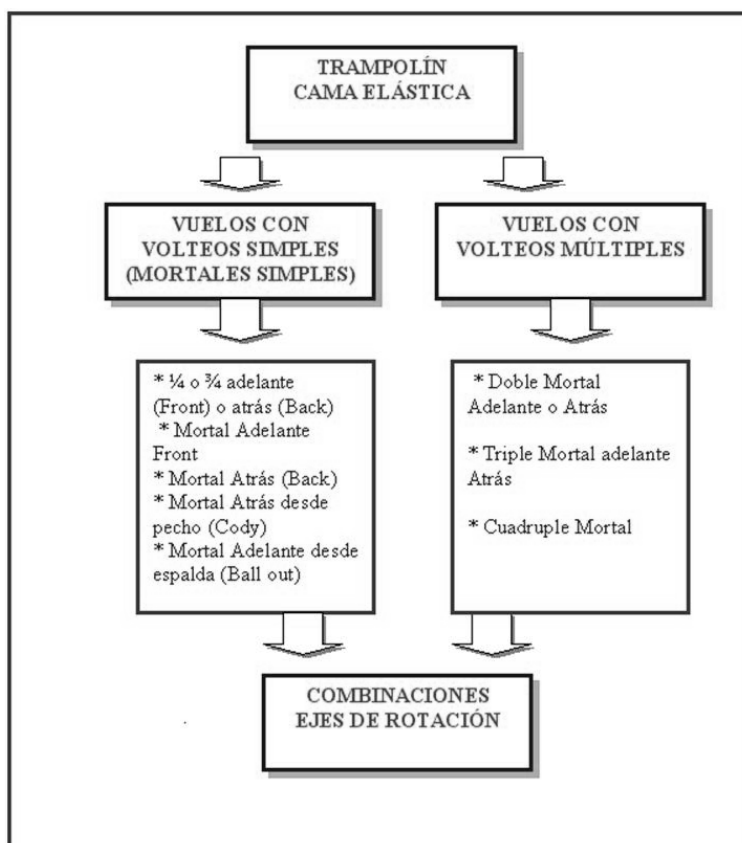 TRAMPOLÍN
CAMA ELÁSTICA
VUELOS CON
VOLTEOS SIMPLES
(MORTALES SIMPLES)
VUELOS CON
VOLTEOS MÚLTIPLES
* ¼ o ¾ adelante
(Front) o atrás (Back)
* Mortal Adelante
Front
* Mortal Atrás (Back)
* Mortal Atrás desde
pecho (Cody)
* Mortal Adelante desde
espalda (Ball out)
* Doble Mortal
Adelante o Atrás
* Triple Mortal adelante
Atrás
* Cuadruple Mortal
COMBINACIONES
EJES DE ROTACIÓN